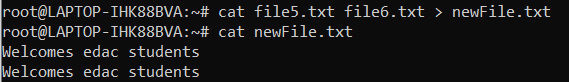 root@LAPTOP-IHK88BVA:~# cat file5.txt file6.txt > newFile.txt
root@LAPTOP-IHK88BVA:~# cat newFile.txt
Welcomes edac students
Welcomes edac students